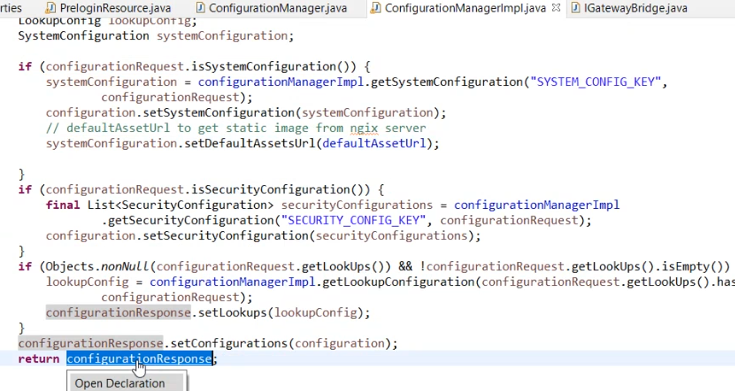 rties PreloginResource.java ConfigurationManager.java ConfigurationManagerImpl.java IGatewayBridge.java
LookupConfig lookupConfig;
SystemConfiguration systemConfiguration;
if (configurationRequest.isSystemConfiguration()) {
systemConfiguration = configurationManagerImpl.getSystemConfiguration("SYSTEM_CONFIG_KEY",
configurationRequest);
configuration.setSystemConfiguration(systemConfiguration);
// defaultAssetUrl to get static image from ngix server
systemConfiguration.setDefaultAssetsUrl(defaultAssetUrl);
}
if (configurationRequest.isSecurityConfiguration()) {
final List<SecurityConfiguration> securityConfigurations = configurationManagerImpl
.getSecurityConfiguration("SECURITY_CONFIG_KEY", configurationRequest);
configuration.setSecurityConfiguration(securityConfigurations);
}
if (Objects.nonNull(configurationRequest.getLookUps()) && !configurationRequest.getLookUps().isEmpty())
lookupConfig = configurationManagerImpl.getLookupConfiguration(configurationRequest.getLookUps().has
configurationRequest);
configurationResponse.setLookups(lookupConfig);
}
configurationResponse.setConfigurations(configuration);
return configurationResponse;
Open Declaration